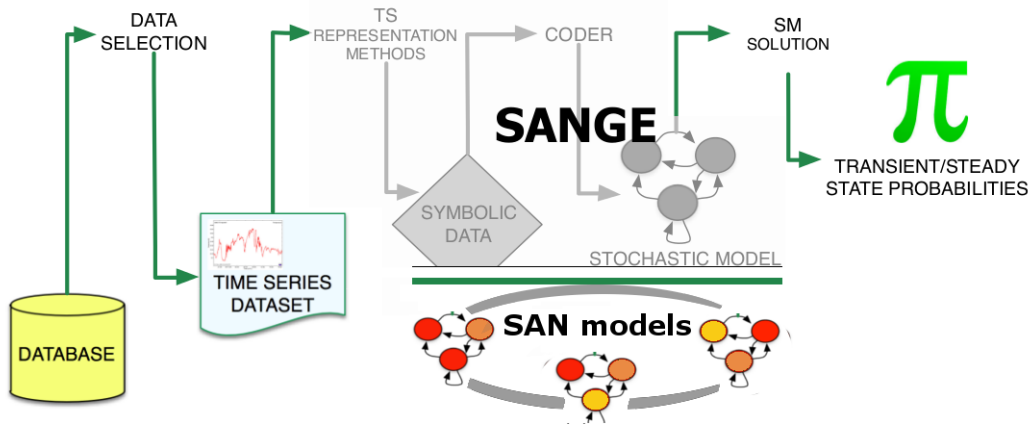 DATA
SELECTION
TS
REPRESENTATION
METHODS
CODER
SM
SOLUTION
π
SANGE
TRANSIENT/STEADY
STATE PROBABILITIES
SYMBOLIC
DATA
STOCHASTIC MODEL
TIME SERIES
DATASET
SAN models
DATABASE